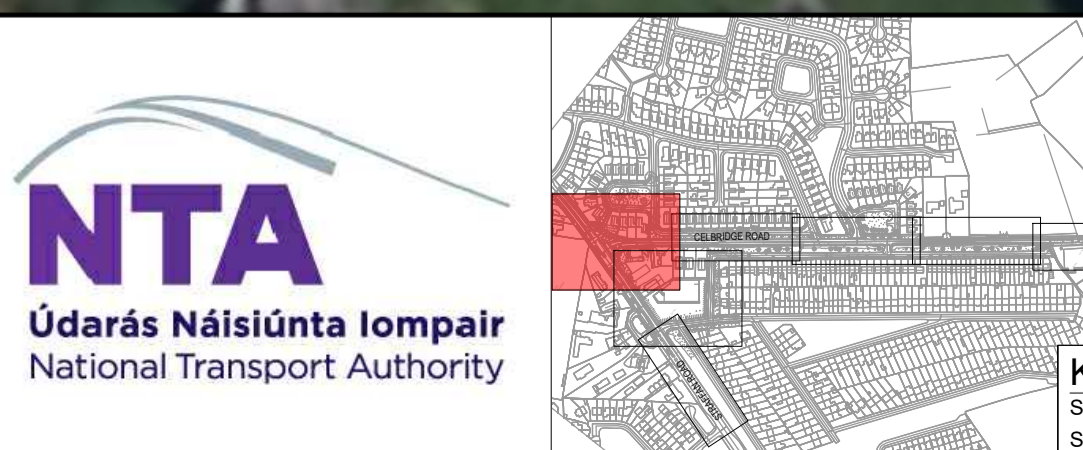 NTA
Údarás Náisiúnta Iompair
National Transport Authority
CELBRIDGE ROAD
STRAFFAN ROAD
K
S
S